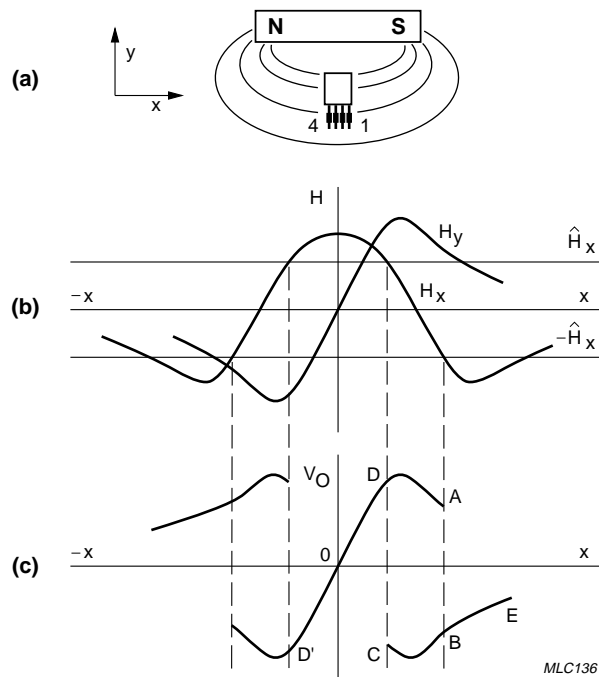 N S
y
(a)
x
4 1
H
H_y
Ĥ_x
−x H_x x
(b)
−Ĥ_x
V_O D
A
−x 0 x
(c)
E
D' C B
MLC136